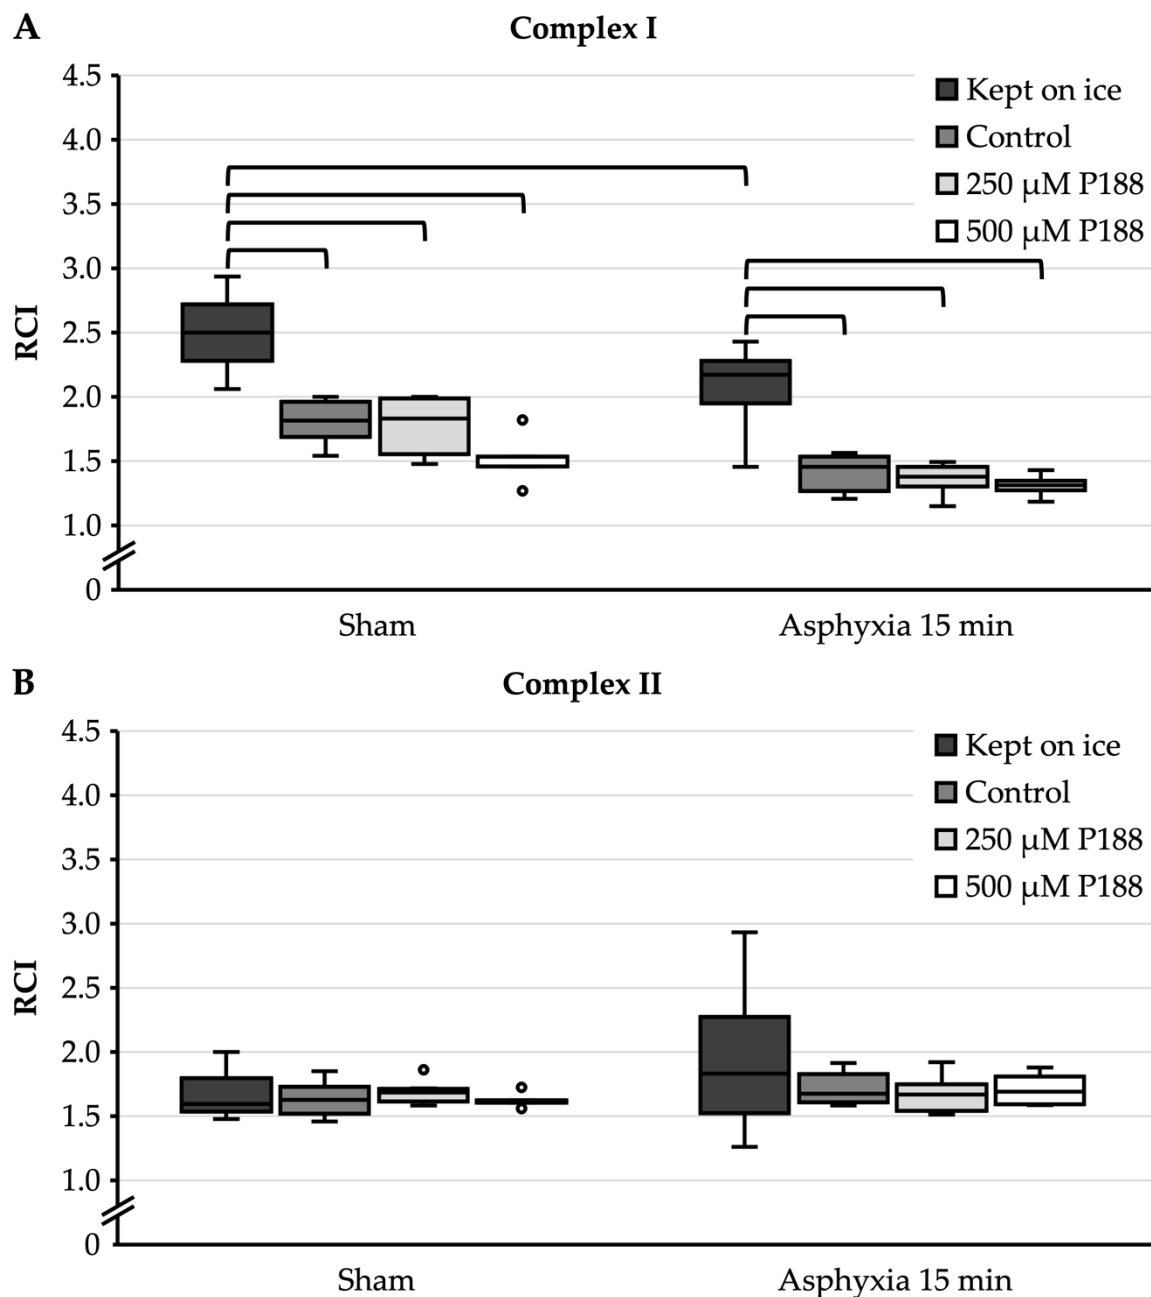 A
Complex I
4.5
4.0
3.5
3.0
2.5
2.0
1.5
1.0
0
RCI
Kept on ice
Control
250 µM P188
500 µM P188
Sham
Asphyxia 15 min
B
Complex II
4.5
4.0
3.5
3.0
2.5
2.0
1.5
1.0
0
RCI
Kept on ice
Control
250 µM P188
500 µM P188
Sham
Asphyxia 15 min